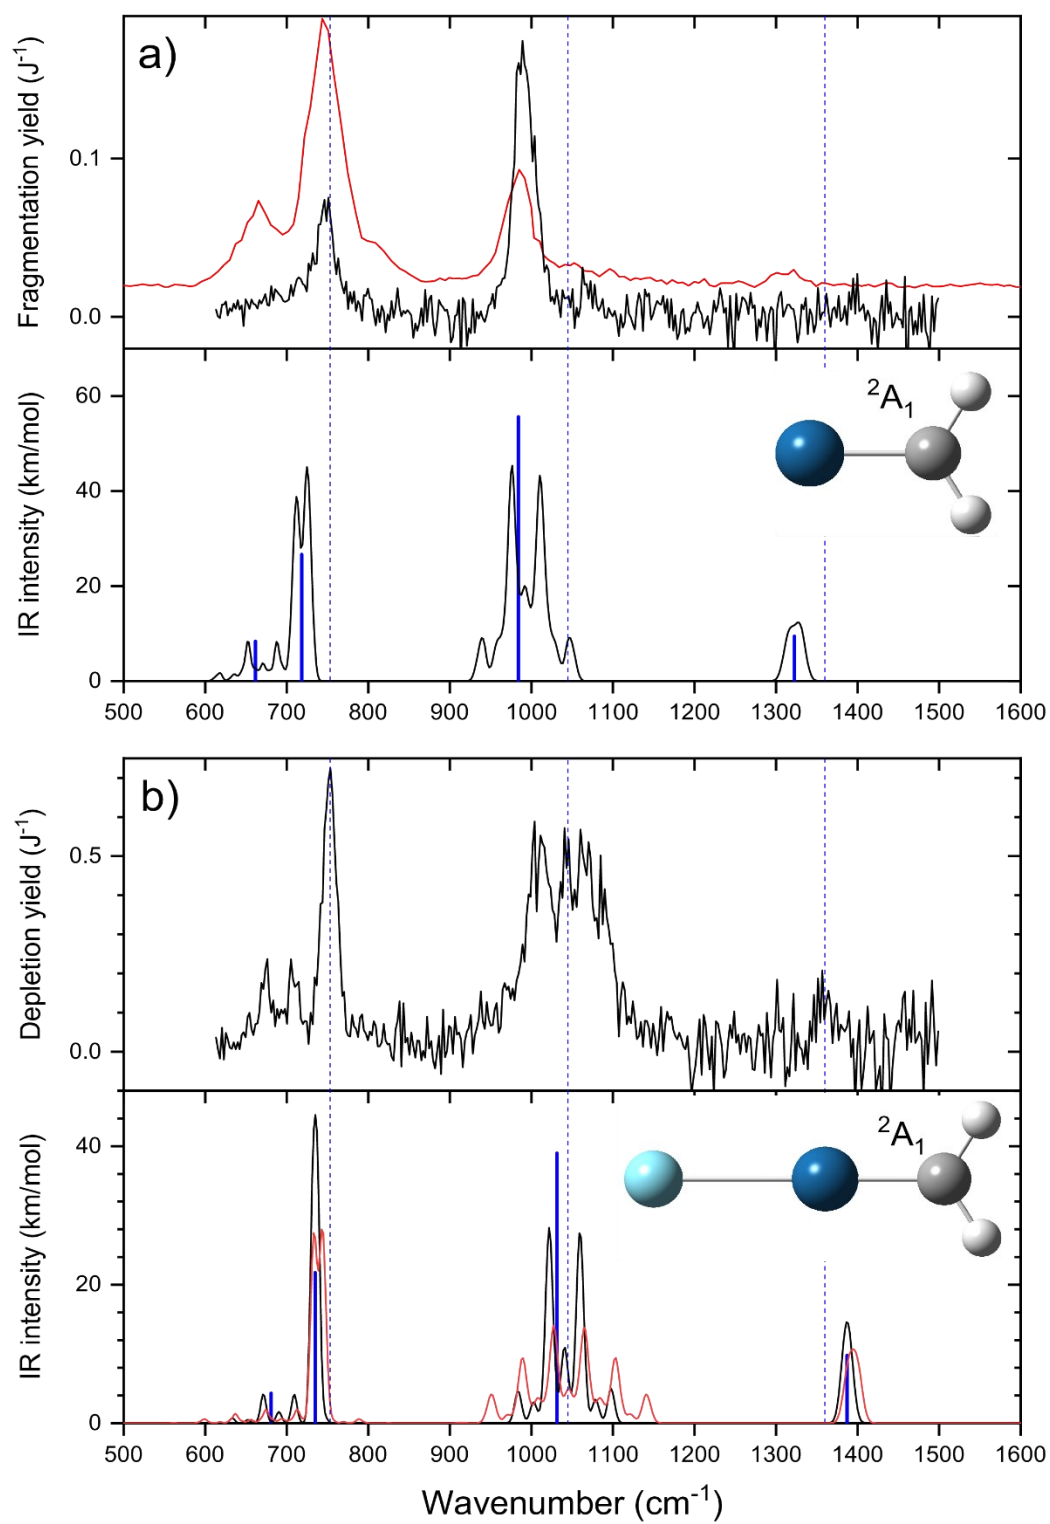 a)
Fragmentation yield (J⁻¹)
0.1
0.0
IR intensity (km/mol)
60
40
20
0
²A₁
500 600 700 800 900 1000 1100 1200 1300 1400 1500 1600
b)
Depletion yield (J⁻¹)
0.5
0.0
IR intensity (km/mol)
40
20
0
²A₁
500 600 700 800 900 1000 1100 1200 1300 1400 1500 1600
Wavenumber (cm⁻¹)